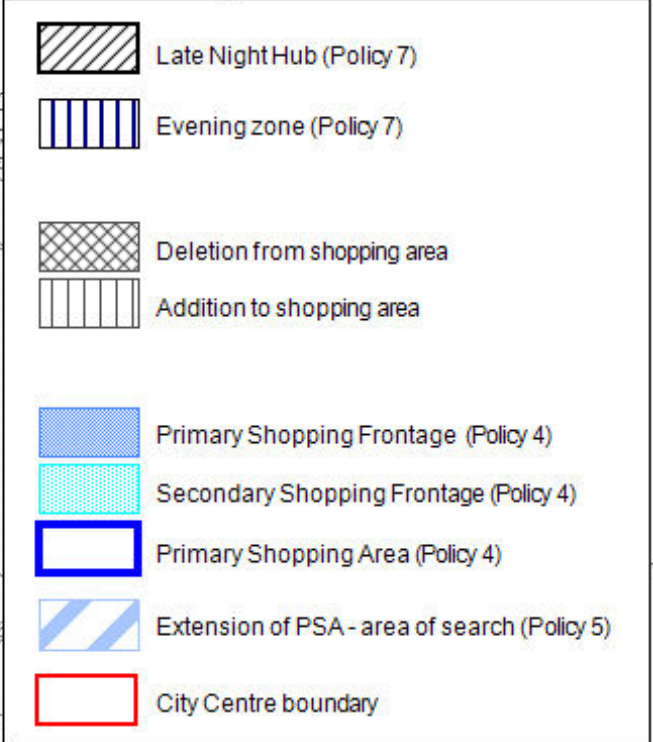 Late Night Hub (Policy 7)
Evening zone (Policy 7)
Deletion from shopping area
Addition to shopping area
Primary Shopping Frontage (Policy 4)
Secondary Shopping Frontage (Policy 4)
Primary Shopping Area (Policy 4)
Extension of PSA - area of search (Policy 5)
City Centre boundary